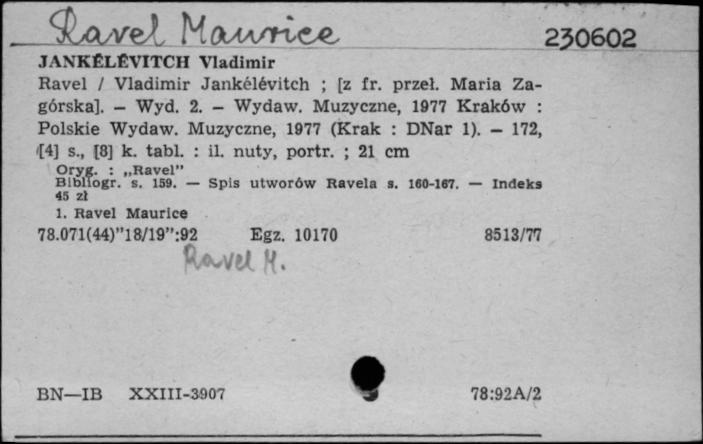 Ravel Maurice 230602
JANKÉLÉVITCH Vladimir
Ravel / Vladimir Jankélévitch ; [z fr. przeł. Maria Za-
górska]. — Wyd. 2. — Wydaw. Muzyczne, 1977 Kraków :
Polskie Wydaw. Muzyczne, 1977 (Krak : DNar 1). — 172,
[4] s., [8] k. tabl. : il. nuty, portr. ; 21 cm
Oryg. : „Ravel”
Bibliogr. s. 159. — Spis utworów Ravela s. 160-167. — Indeks
45 zł
1. Ravel Maurice
78.071(44)”18/19”:92 Egz. 10170 8513/77
Ravel M.
BN—IB XXIII-3907 78:92A/2